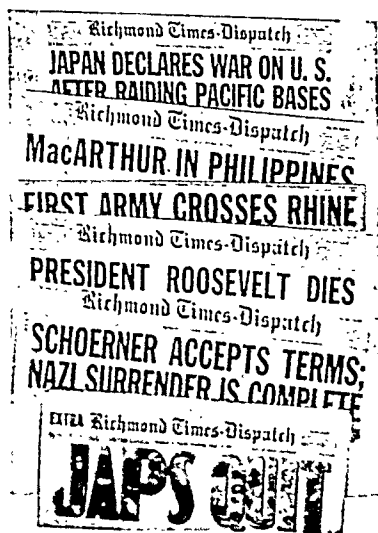 Richmond Times-Dispatch
JAPAN DECLARES WAR ON U. S.
AFTER RAIDING PACIFIC BASES
Richmond Times-Dispatch
MacARTHUR IN PHILIPPINES
FIRST ARMY CROSSES RHINE
Richmond Times-Dispatch
PRESIDENT ROOSEVELT DIES
Richmond Times-Dispatch
SCHOERNER ACCEPTS TERMS;
NAZI SURRENDER IS COMPLETE
EXTRA Richmond Times-Dispatch
JAPS QUIT